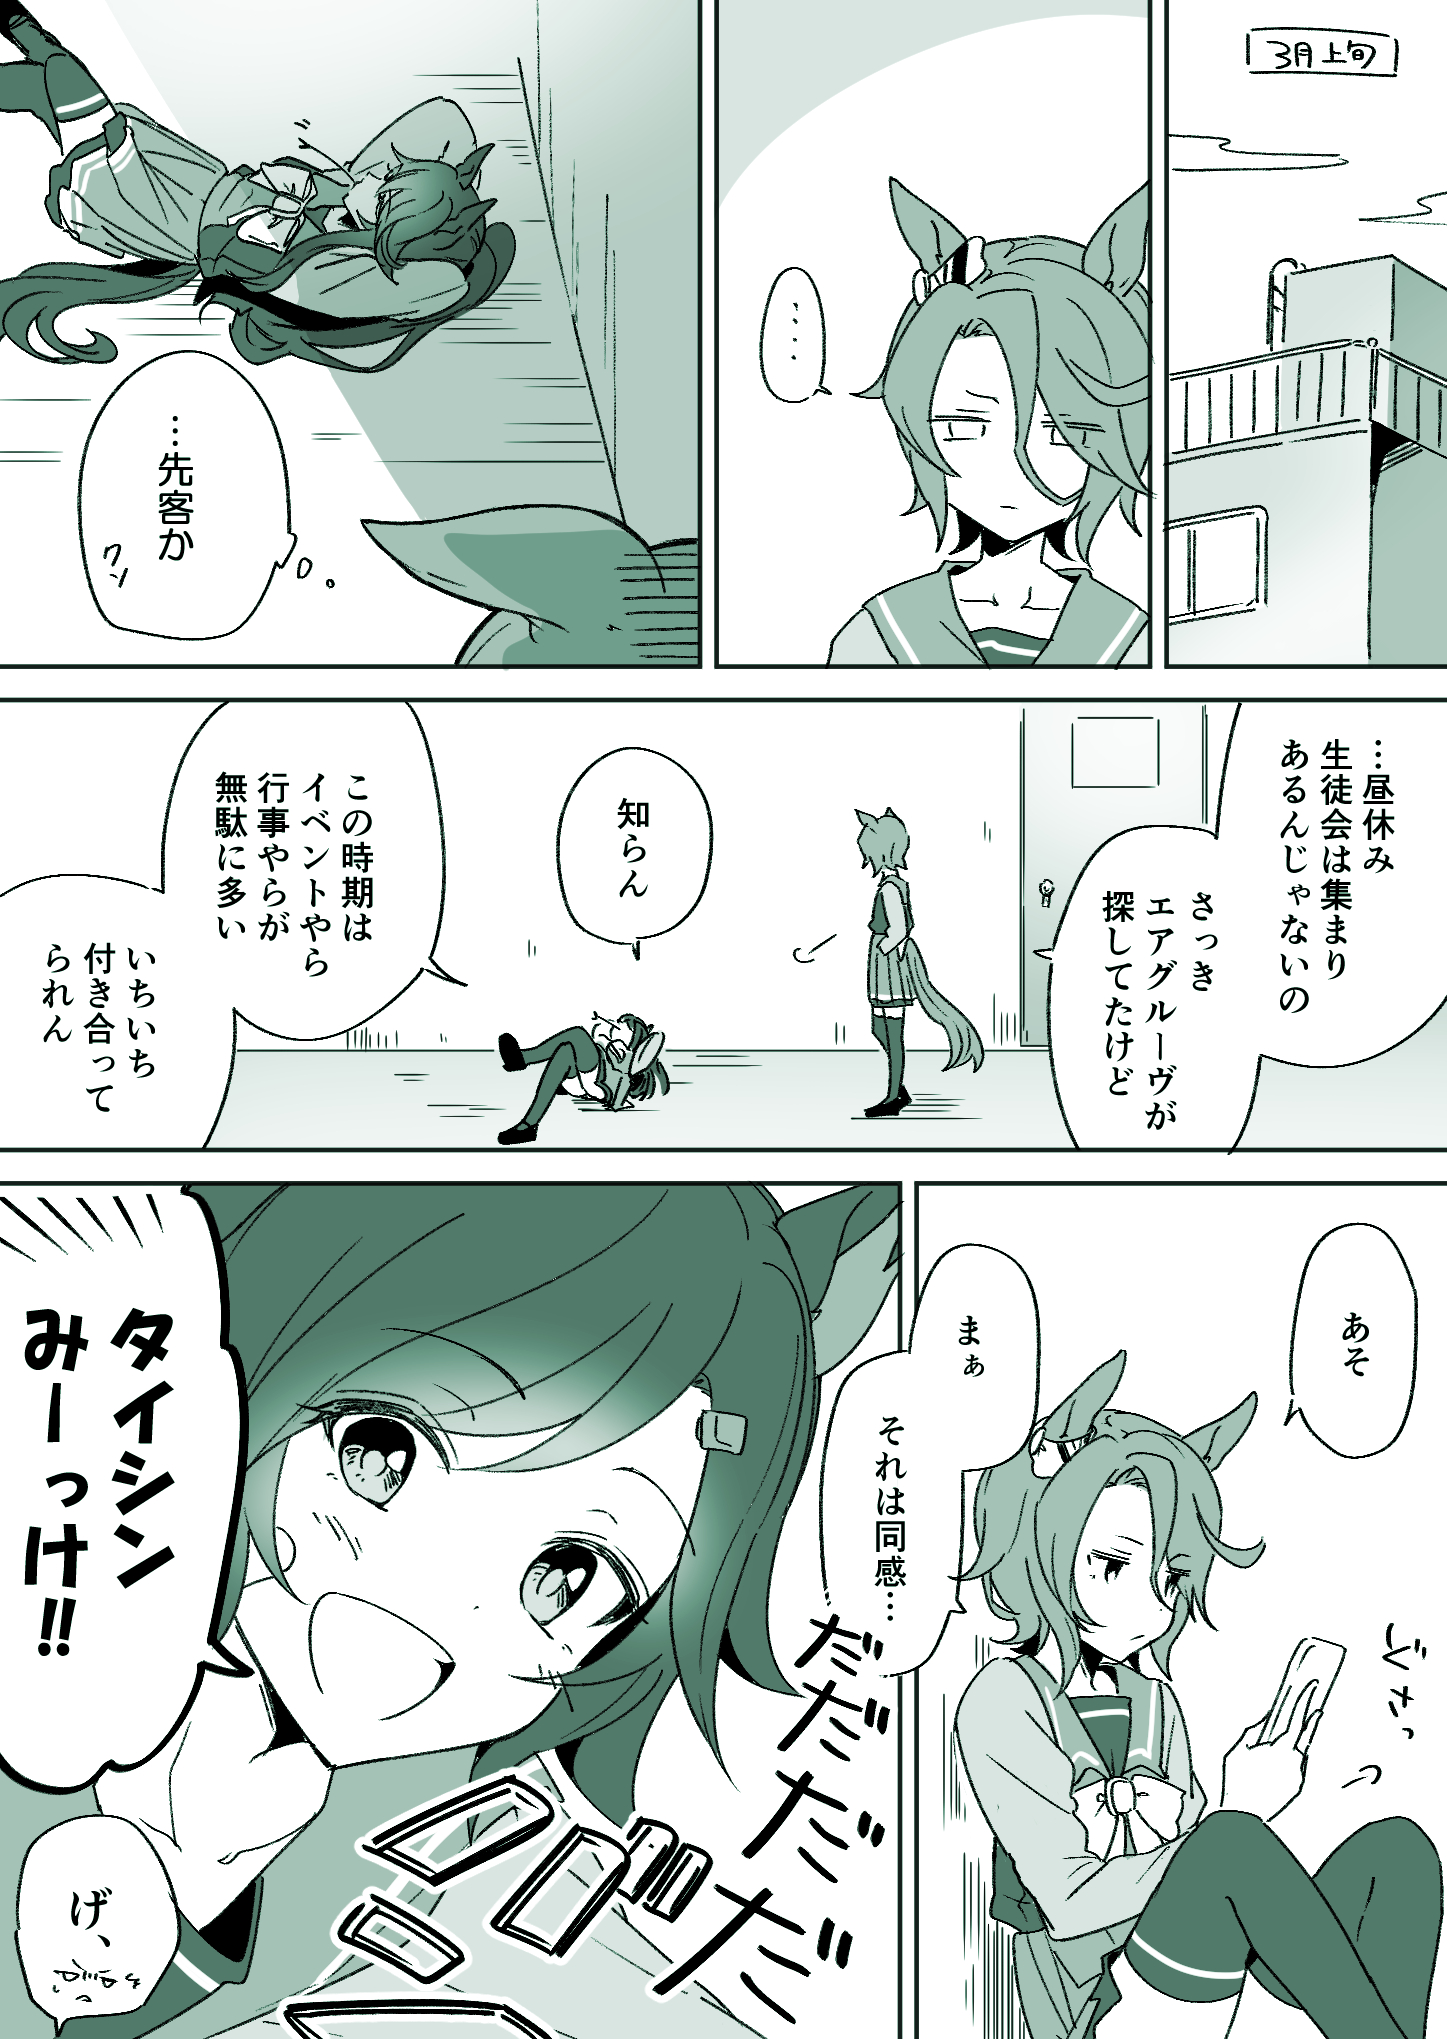 3月上旬
‥‥
…先客か
クン
…昼休み
生徒会は集まり
あるんじゃないの
さっき
エアグルーヴが
探してたけど
知らん
この時期は
イベントやら
行事やらが
無駄に多い
いちいち
付き合って
られん
あそ
まぁ
それは同感…
ぐさっ
タイシン
みーっけ!!
だだだだ
げ、